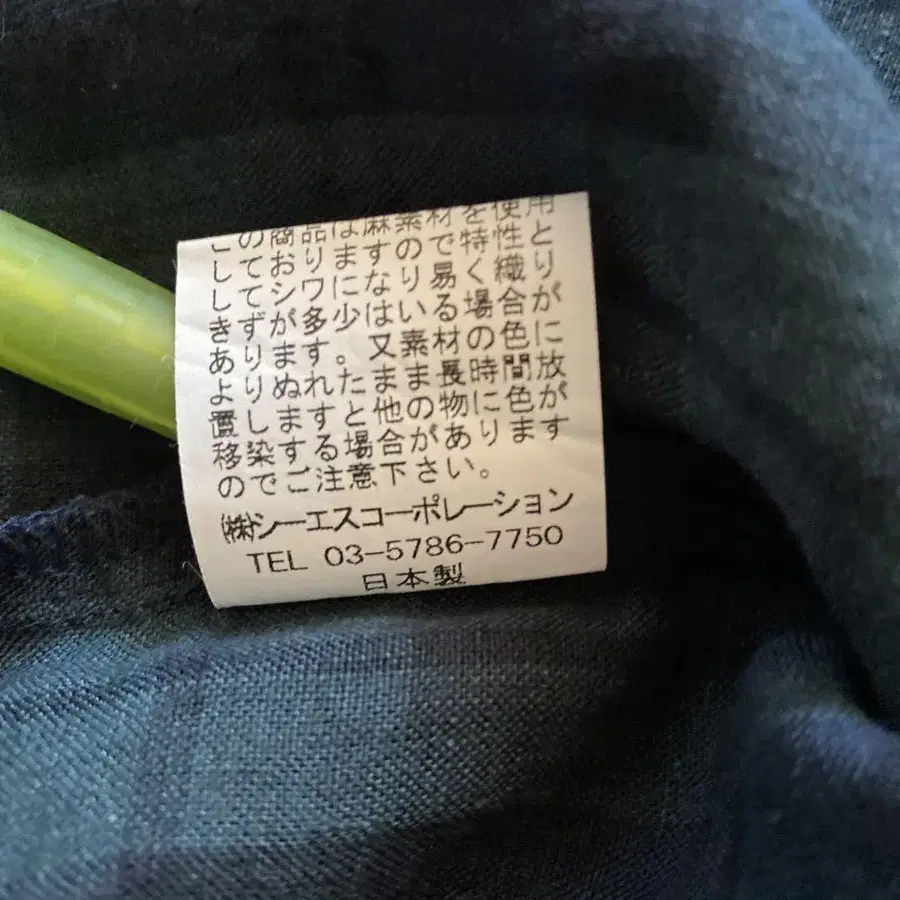 この商品は麻素材を使用
しておりますので特性と
してシワになり易く織り
きずが多少はいる場合が
あります。又素材の色に
よりぬれたまま長時間放
置しますと他の物に色が
移染する場合があります
のでご注意下さい。
㈱シーエスコーポレーション
TEL 03-5786-7750
日本製